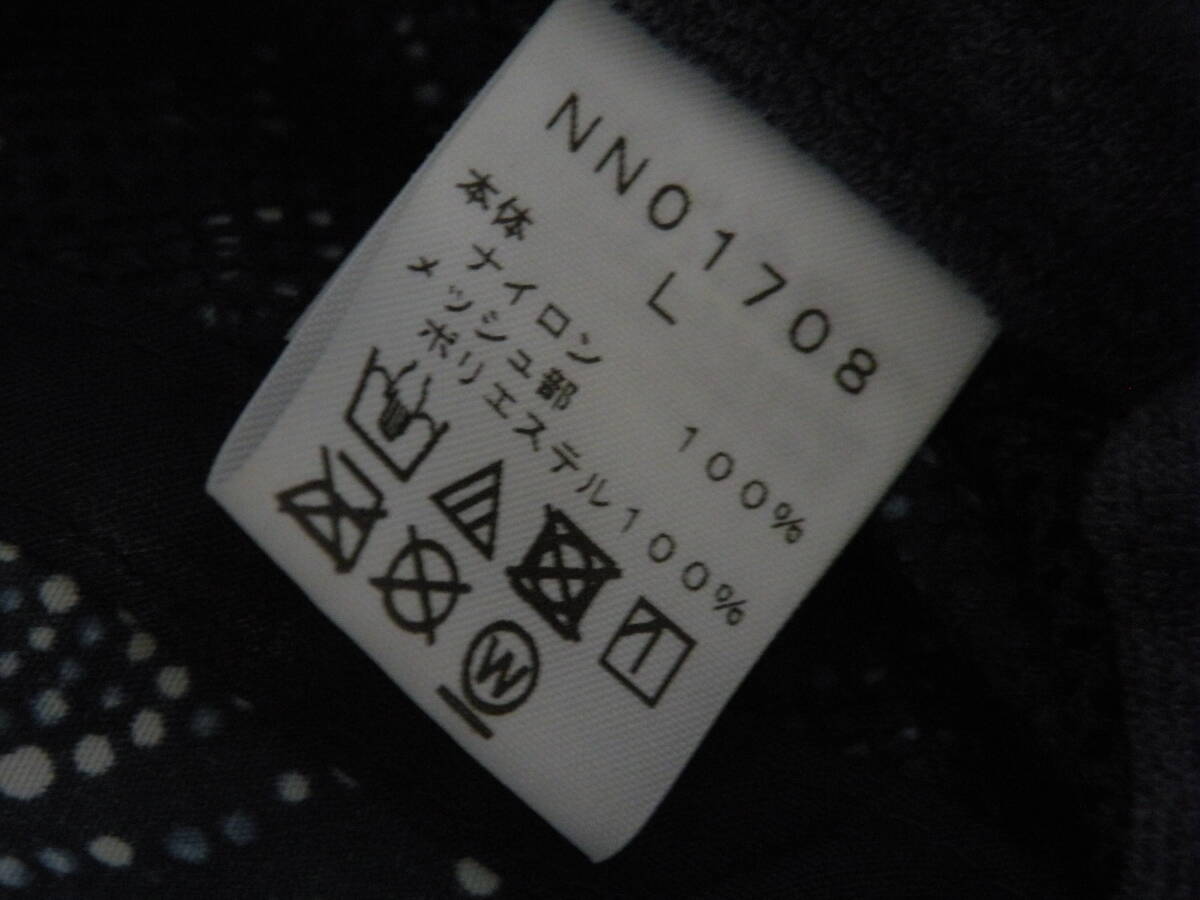 NN01708
L
本体
ナイロン 100%
メッシュ部
ポリエステル100%
W